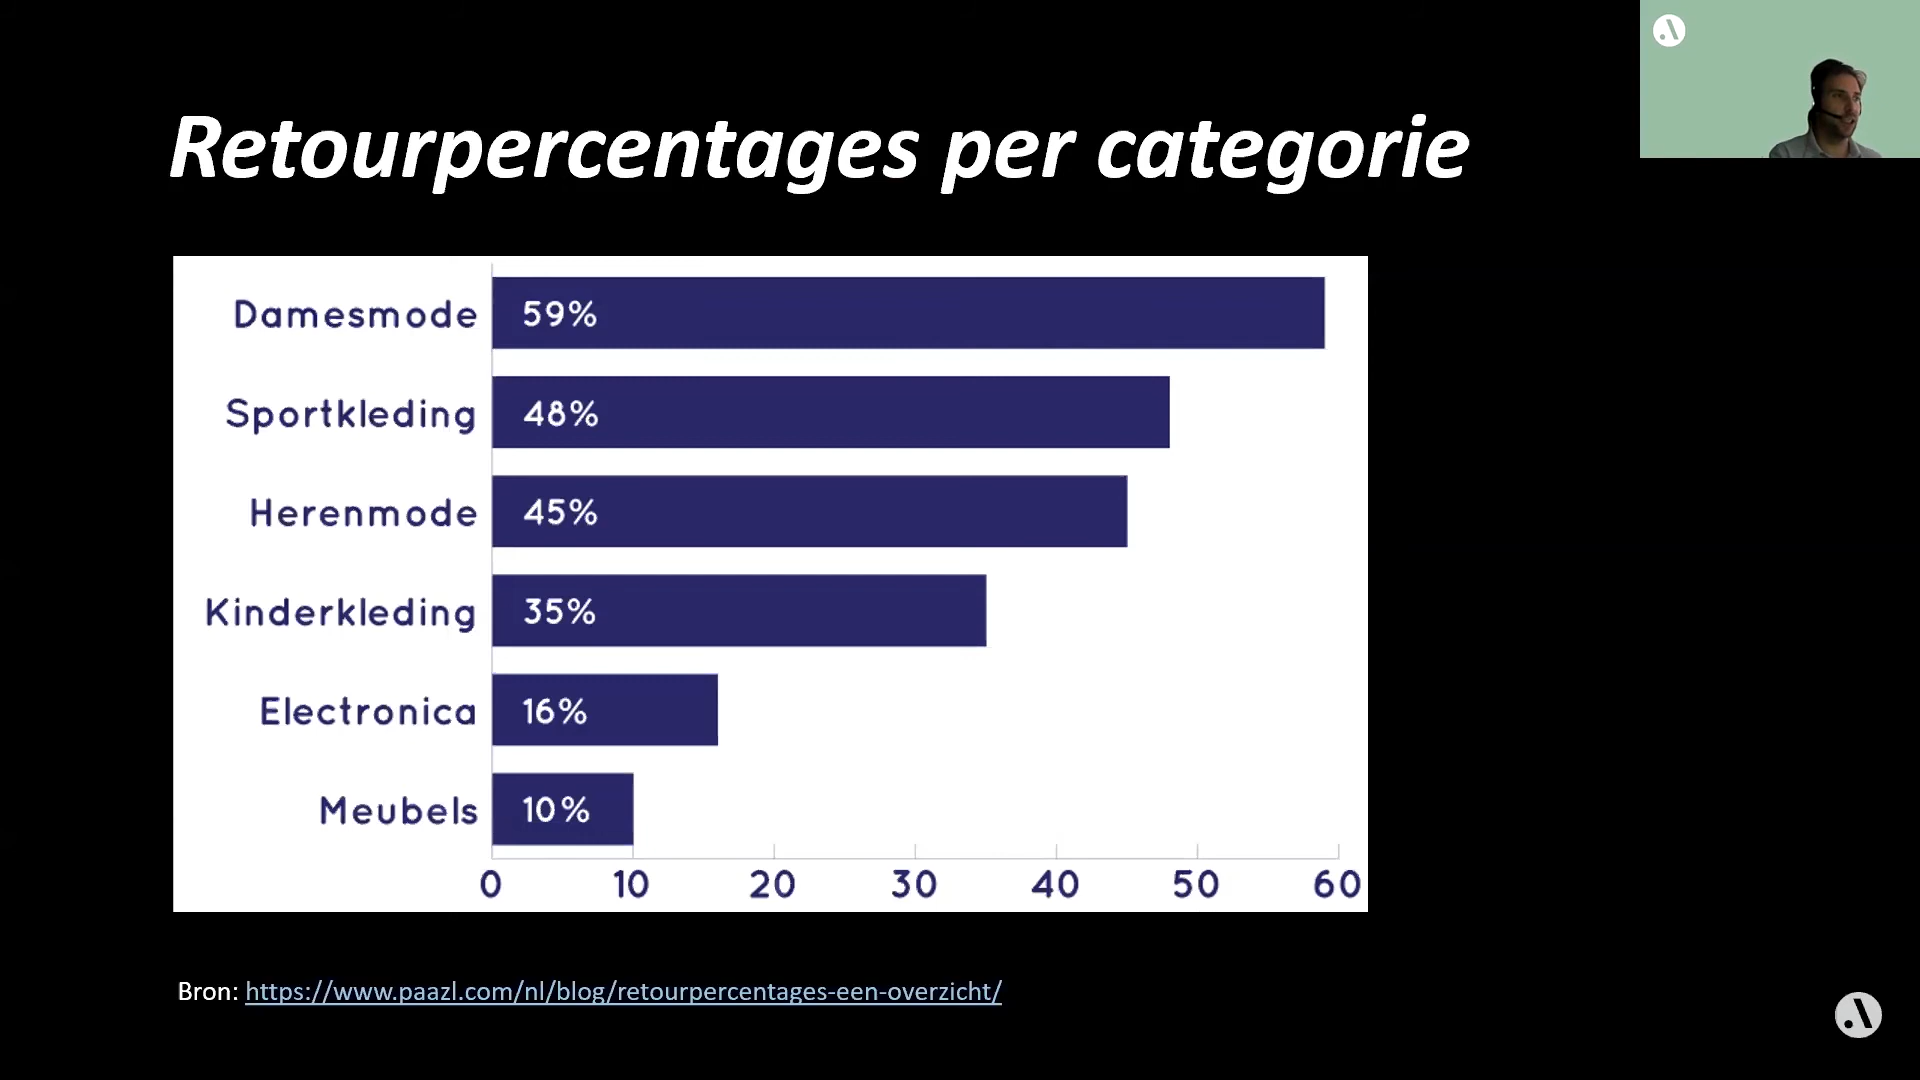 Retourpercentages per categorie
Damesmode 59%
Sportkleding 48%
Herenmode 45%
Kinderkleding 35%
Electronica 16%
Meubels 10%
0 10 20 30 40 50 60
Bron: https://www.paazl.com/nl/blog/retourpercentages-een-overzicht/